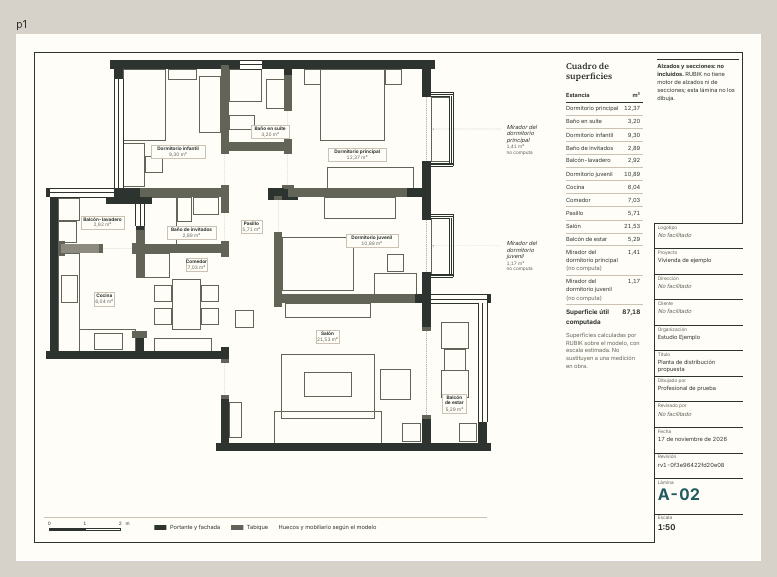 p1
Dormitorio infantil
9,30 m²
Baño en suite
3,20 m²
Dormitorio principal
12,37 m²
Balcón-lavadero
2,92 m²
Baño de invitados
2,89 m²
Pasillo
5,71 m²
Dormitorio juvenil
10,89 m²
Comedor
7,03 m²
Cocina
6,04 m²
Salón
21,53 m²
Balcón
de estar
5,29 m²
Mirador del
dormitorio
principal
1,41 m²
no computa
Mirador del
dormitorio
juvenil
1,17 m²
no computa
0 1 2 m
Portante y fachada
Tabique
Huecos y mobiliario según el modelo
Cuadro de
superficies
Estancia m²
Dormitorio principal 12,37
Baño en suite 3,20
Dormitorio infantil 9,30
Baño de invitados 2,89
Balcón-lavadero 2,92
Dormitorio juvenil 10,89
Cocina 6,04
Comedor 7,03
Pasillo 5,71
Salón 21,53
Balcón de estar 5,29
Mirador del 1,41
dormitorio principal
(no computa)
Mirador del 1,17
dormitorio juvenil
(no computa)
Superficie útil 87,18
computada
Superficies calculadas por
RUBIK sobre el modelo, con
escala estimada. No
sustituyen a una medición
en obra.
Alzados y secciones: no
incluidos. RUBIK no tiene
motor de alzados ni de
secciones; esta lámina no los
dibuja.
Logotipo
No facilitado
Proyecto
Vivienda de ejemplo
Dirección
No facilitado
Cliente
No facilitado
Organización
Estudio Ejemplo
Título
Planta de distribución
propuesta
Dibujado por
Profesional de prueba
Revisado por
No facilitado
Fecha
17 de noviembre de 2026
Revisión
rv1-0f3e96422fd20e08
Lámina
A-02
Escala
1:50